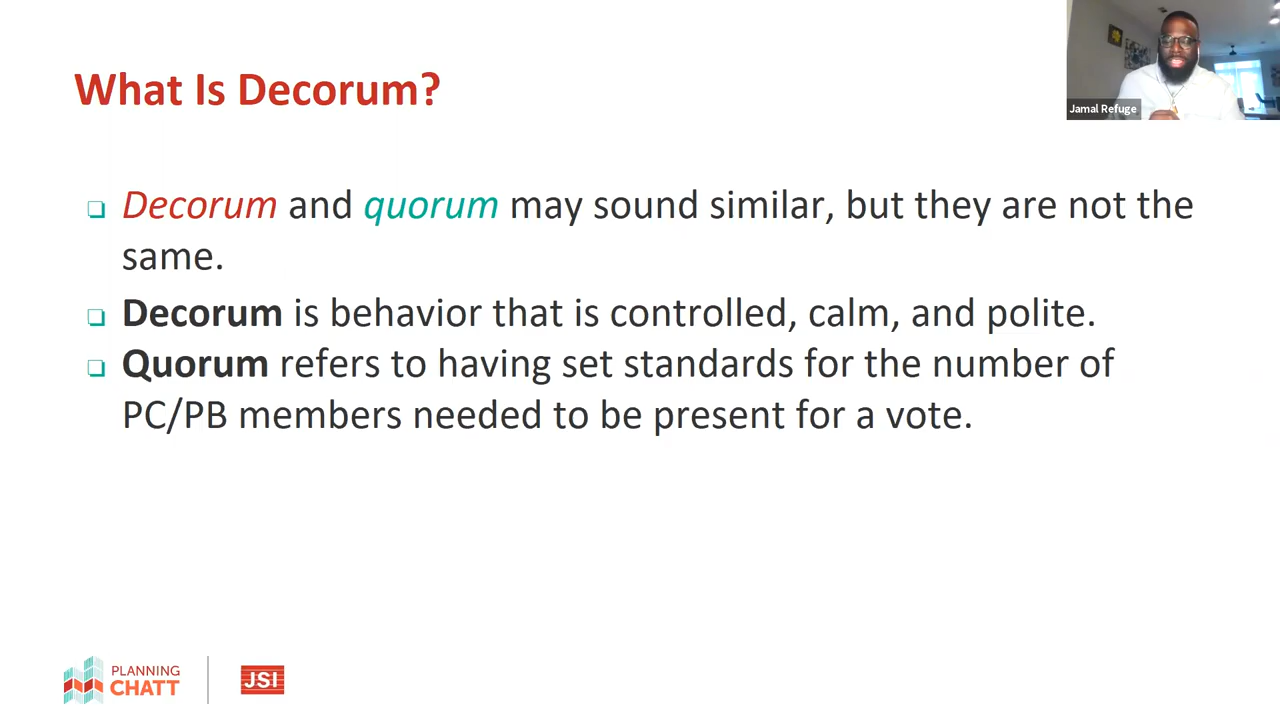 What Is Decorum?
Jamal Refuge
❑ Decorum and quorum may sound similar, but they are not the
same.
❑ Decorum is behavior that is controlled, calm, and polite.
❑ Quorum refers to having set standards for the number of
PC/PB members needed to be present for a vote.
PLANNING
CHATT
JSI